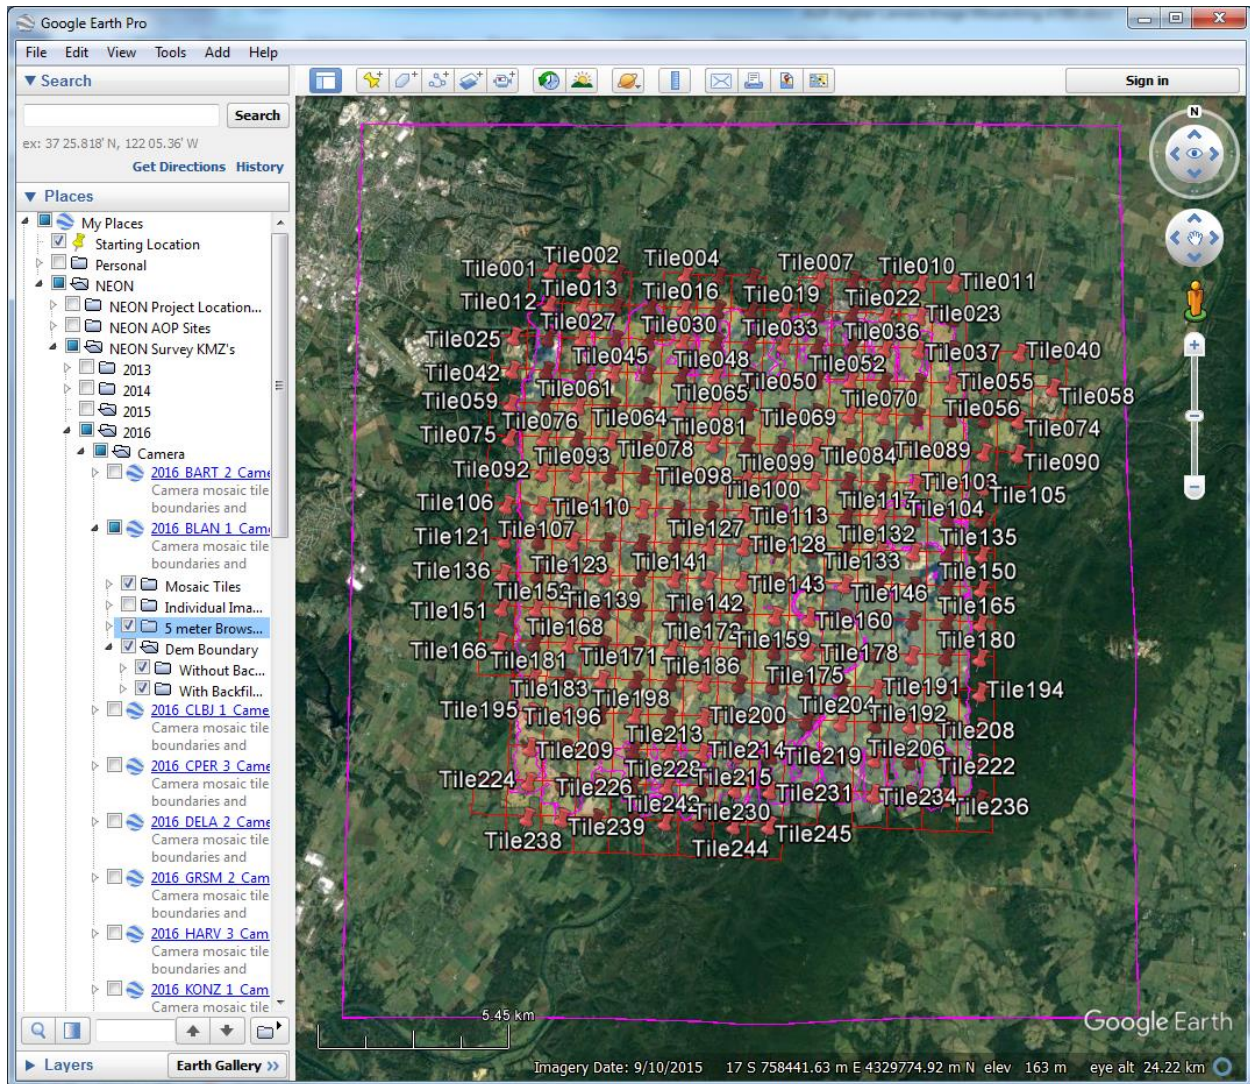 Google Earth Pro
File Edit View Tools Add Help
Search
Sign in
Search
ex: 37 25.818' N, 122 05.36' W
Get Directions History
Places
My Places
Starting Location
Personal
NEON
NEON Project Location...
NEON AOP Sites
NEON Survey KMZ's
2013
2014
2015
2016
Camera
2016 BART 2 Came
Camera mosaic tile
boundaries and
2016 BLAN 1 Cam
Camera mosaic tile
boundaries and
Mosaic Tiles
Individual Ima...
5 meter Brows...
Dem Boundary
Without Bac...
With Backfil...
2016 CLBJ 1 Came
Camera mosaic tile
boundaries and
2016 CPER 3 Came
Camera mosaic tile
boundaries and
2016 DELA 2 Came
Camera mosaic tile
boundaries and
2016 GRSM 2 Cam
Camera mosaic tile
boundaries and
2016 HARV 3 Cam
Camera mosaic tile
boundaries and
2016 KONZ 1 Cam
Camera mosaic tile
Layers
Earth Gallery >>
N
Tile001 Tile002 Tile004 Tile007 Tile010 Tile011
Tile012 Tile013 Tile016 Tile019 Tile022 Tile023
Tile025 Tile027 Tile030 Tile033 Tile036 Tile037 Tile040
Tile042 Tile045 Tile048 Tile050 Tile052 Tile055 Tile058
Tile059 Tile061 Tile064 Tile065 Tile069 Tile070 Tile056 Tile074
Tile075 Tile076 Tile078 Tile081 Tile084 Tile089 Tile090
Tile092 Tile093 Tile098 Tile099 Tile100 Tile103 Tile105
Tile106 Tile107 Tile110 Tile113 Tile117 Tile104
Tile121 Tile123 Tile127 Tile128 Tile132 Tile133 Tile135
Tile136 Tile139 Tile141 Tile142 Tile143 Tile146 Tile150
Tile151 Tile159 Tile160 Tile165
Tile166 Tile168 Tile171 Tile175 Tile178 Tile180
Tile181 Tile183 Tile186 Tile191 Tile192 Tile194
Tile195 Tile196 Tile198 Tile200 Tile204 Tile206 Tile208
Tile209 Tile213 Tile214 Tile215 Tile219 Tile222
Tile224 Tile226 Tile230 Tile231 Tile234 Tile236
Tile238 Tile239 Tile244 Tile245
5.45 km
Google Earth
Imagery Date: 9/10/2015 17 S 758441.63 m E 4329774.92 m N elev 163 m eye alt 24.22 km